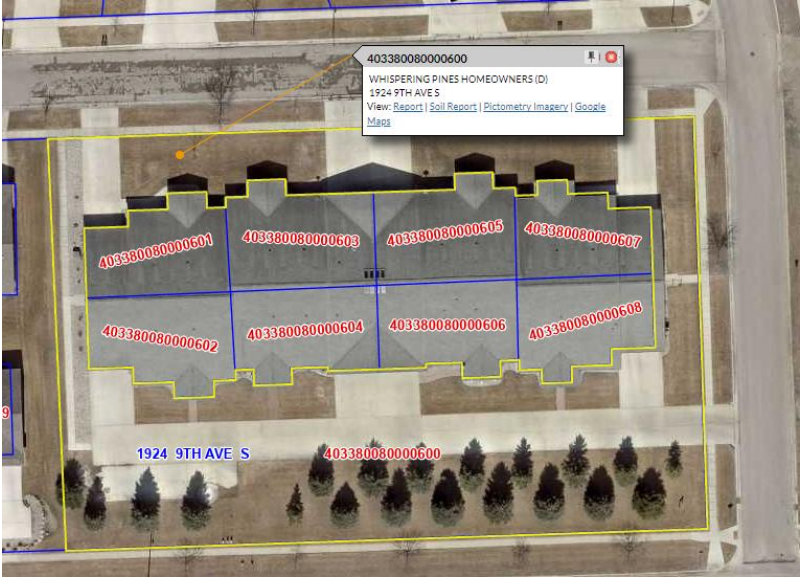 403380080000600
WHISPERING PINES HOMEOWNERS (D)
1924 9TH AVE S
View: Report | Soil Report | Pictometry Imagery | Google
Maps
403380080000601
403380080000603
403380080000605
403380080000607
403380080000602
403380080000604
403380080000606
403380080000608
9
1924 9TH AVE S
403380080000600